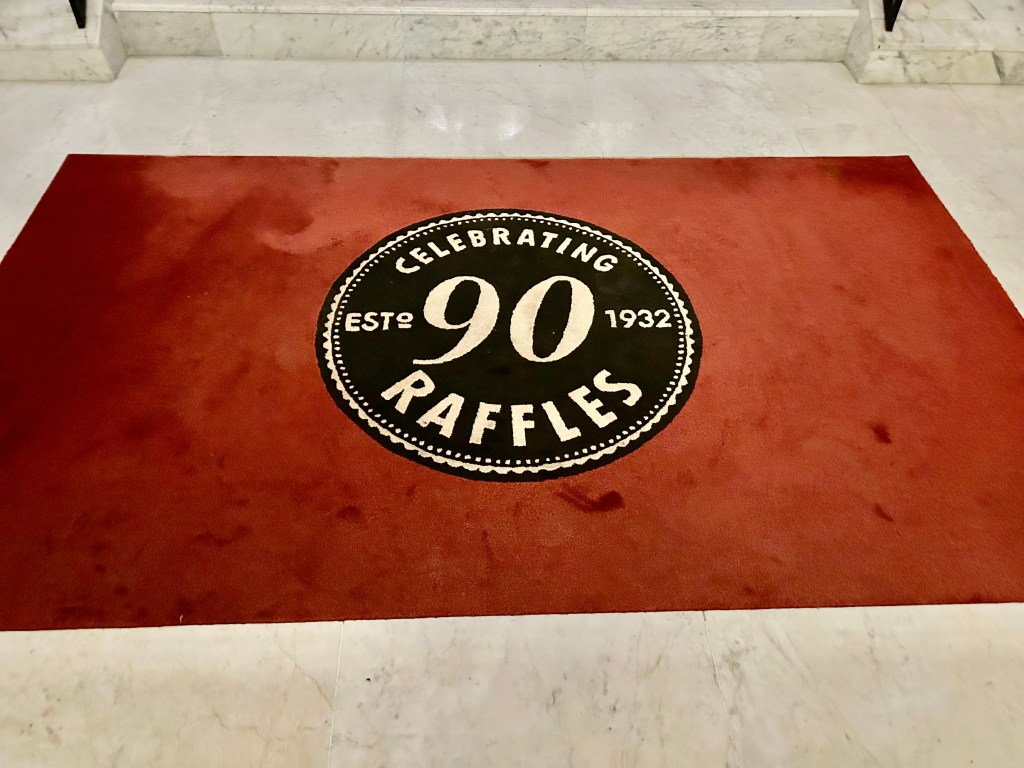 CELEBRATING
ESTº 90 1932
RAFFLES